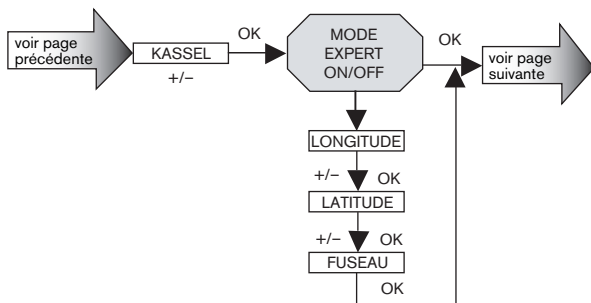 voir page
précédente
KASSEL
+/–
OK
MODE
EXPERT
ON/OFF
OK
voir page
suivante
LONGITUDE
+/–
OK
LATITUDE
+/–
OK
FUSEAU
OK